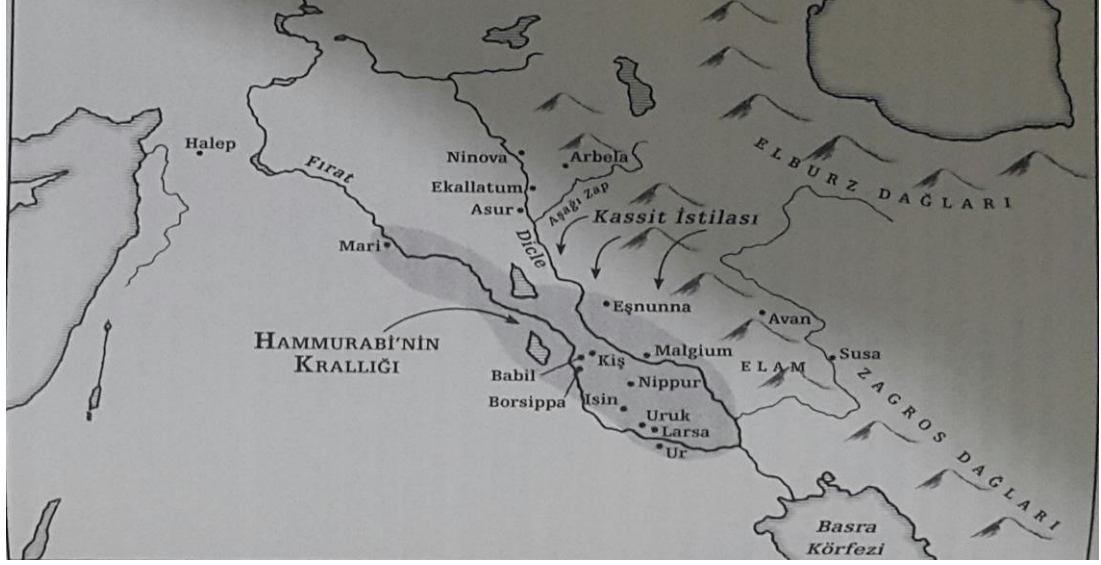 Halep
Fırat
Ninova
Arbela
Ekallatum
Aşağı Zap
Asur
Kassit İstilası
ELBURZ DAĞLARI
Mari
Dicle
Eşnunna
Avan
HAMMURABİ'NİN
KRALLIĞI
Malgium
Susa
Kiş
ELAM
Babil
Nippur
Borsippa
Isin
Uruk
Larsa
Ur
ZAGROS DAĞLARI
Basra
Körfezi